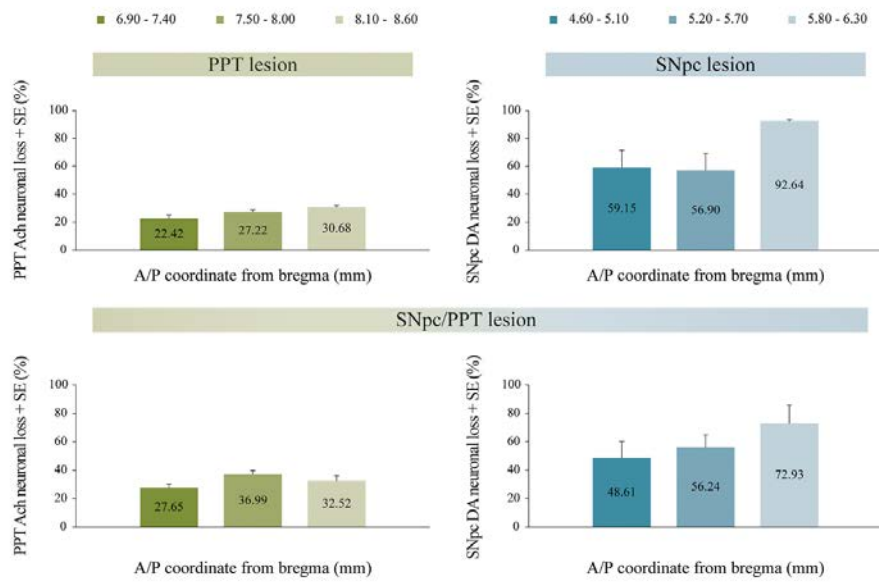 6.90 - 7.40 7.50 - 8.00 8.10 - 8.60
4.60 - 5.10 5.20 - 5.70 5.80 - 6.30
PPT lesion
SNpc lesion
PPT Ach neuronal loss + SE (%)
100
80
60
40
20
0
22.42 27.22 30.68
A/P coordinate from bregma (mm)
SNpc DA neuronal loss + SE (%)
100
80
60
40
20
0
59.15 56.90 92.64
A/P coordinate from bregma (mm)
SNpc/PPT lesion
PPT Ach neuronal loss + SE (%)
100
80
60
40
20
0
27.65 36.99 32.52
A/P coordinate from bregma (mm)
SNpc DA neuronal loss + SE (%)
100
80
60
40
20
0
48.61 56.24 72.93
A/P coordinate from bregma (mm)